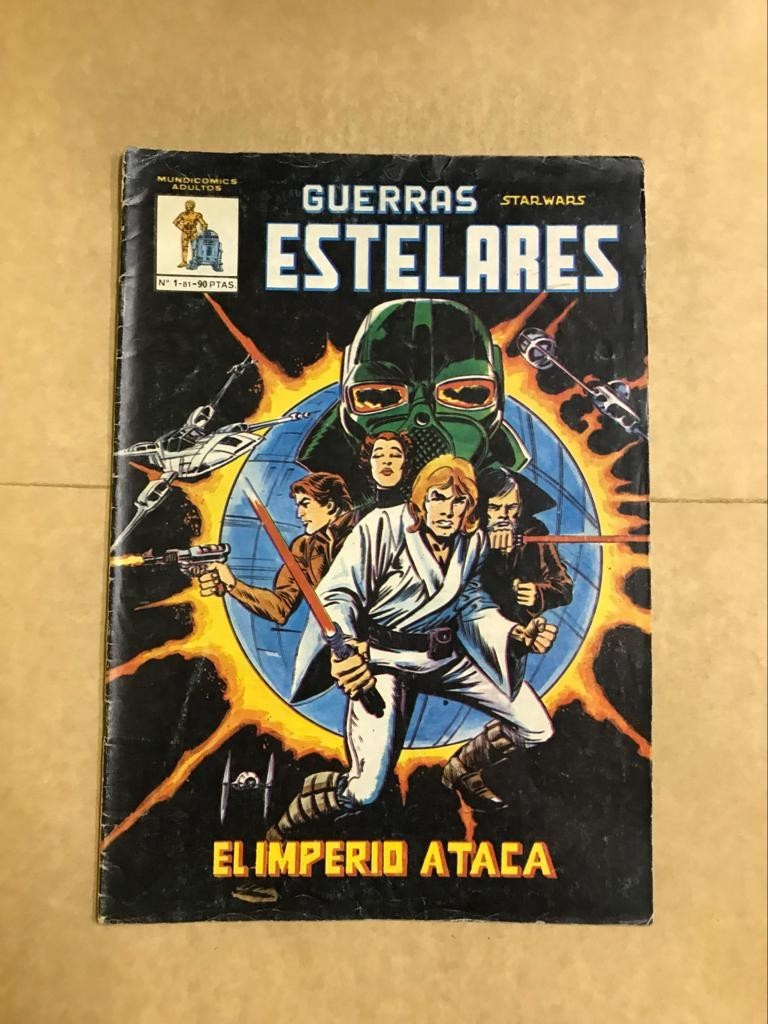 MUNDICOMICS
ADULTOS
Nº 1-81-90 PTAS.
GUERRAS
STAR WARS
ESTELARES
EL IMPERIO ATACA